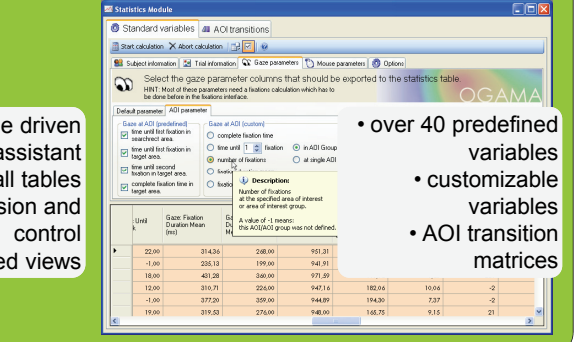 Statistics Module
Standard variables AOI transitions
Start calculation Abort calculation
Subject information Trial information Gaze parameters Mouse parameters Options
Select the gaze parameter columns that should be exported to the statistics table.
HINT: Most of these parameters need a fixations calculation which has to
be done before in the fixations interface.
OGAMA
Default parameter AOI parameter
Gaze at AOI (predefined)
time until first fixation in
searchrect area.
time until first fixation in
target area.
time until second
fixation in target area.
complete fixation time in
target area.
Gaze at AOI (custom)
complete fixation time
time until 1 fixation
number of fixations
in AOI Group
at single AOI
Description:
Number of fixations
at the specified area of interest
or area of interest group.
A value of -1 means:
this AOI/AOI group was not defined.
e driven
assistant
all tables
sion and
control
ed views
• over 40 predefined
variables
• customizable
variables
• AOI transition
matrices
Until
Gaze: Fixation
Duration Mean
(ms)
22,00 314,36 268,00 951,31
-1,00 235,13 199,00 941,91
18,00 431,28 360,00 971,59
12,00 310,71 226,00 947,16 182,06 10,06 -2
-1,00 377,20 359,00 944,89 194,30 7,37 -2
19,00 319,53 276,00 948,00 165,75 9,15 21